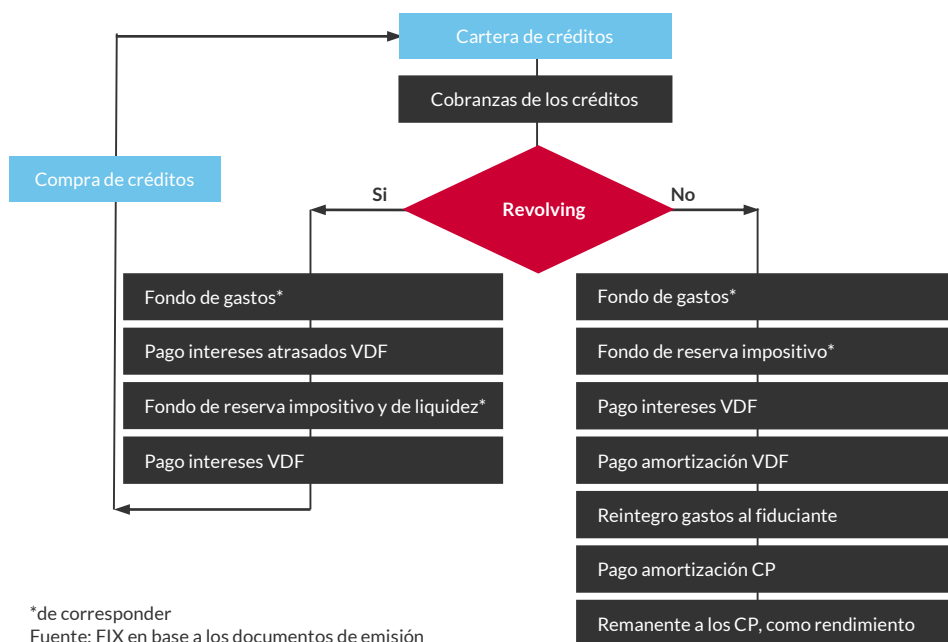 Cartera de créditos
Cobranzas de los créditos
Compra de créditos
Si
Revolving
No
Fondo de gastos*
Pago intereses atrasados VDF
Fondo de reserva impositivo y de liquidez*
Pago intereses VDF
Fondo de gastos*
Fondo de reserva impositivo*
Pago intereses VDF
Pago amortización VDF
Reintegro gastos al fiduciante
Pago amortización CP
Remanente a los CP, como rendimiento
*de corresponder
Fuente: FIX en base a los documentos de emisión